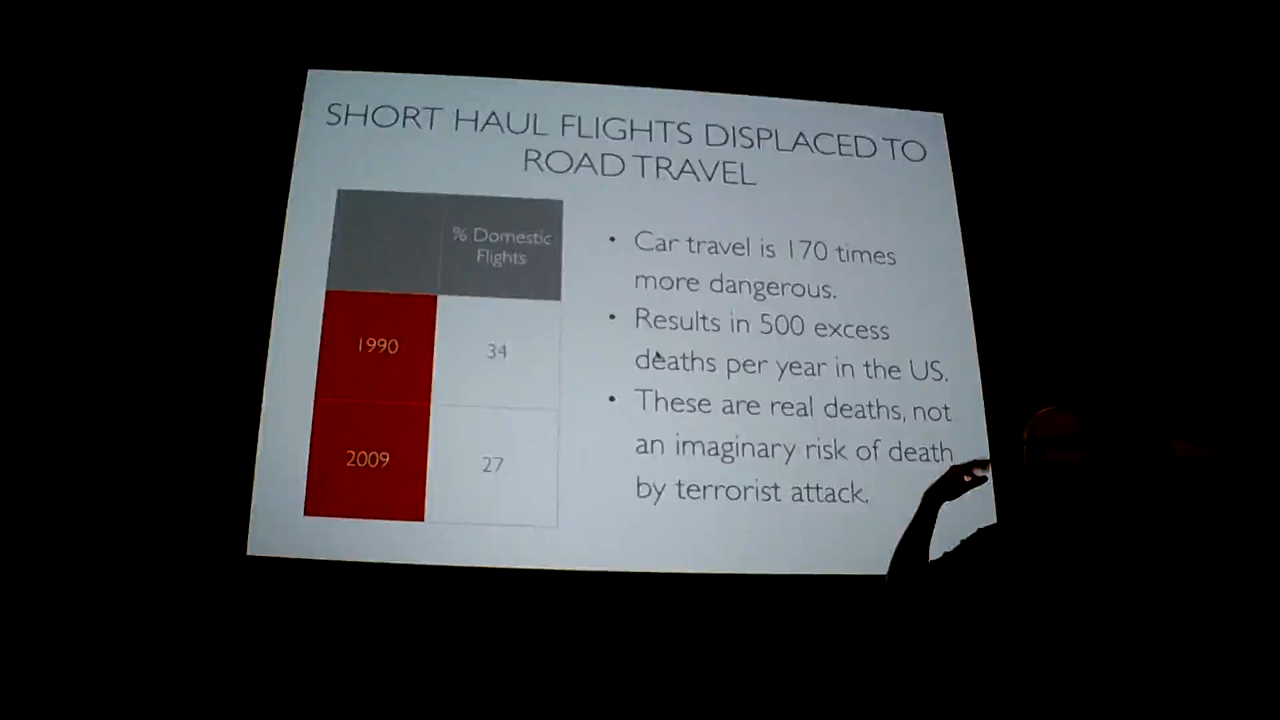 SHORT HAUL FLIGHTS DISPLACED TO
ROAD TRAVEL
% Domestic
Flights
1990
34
2009
27
• Car travel is 170 times
more dangerous.
• Results in 500 excess
deaths per year in the US.
• These are real deaths, not
an imaginary risk of death
by terrorist attack.